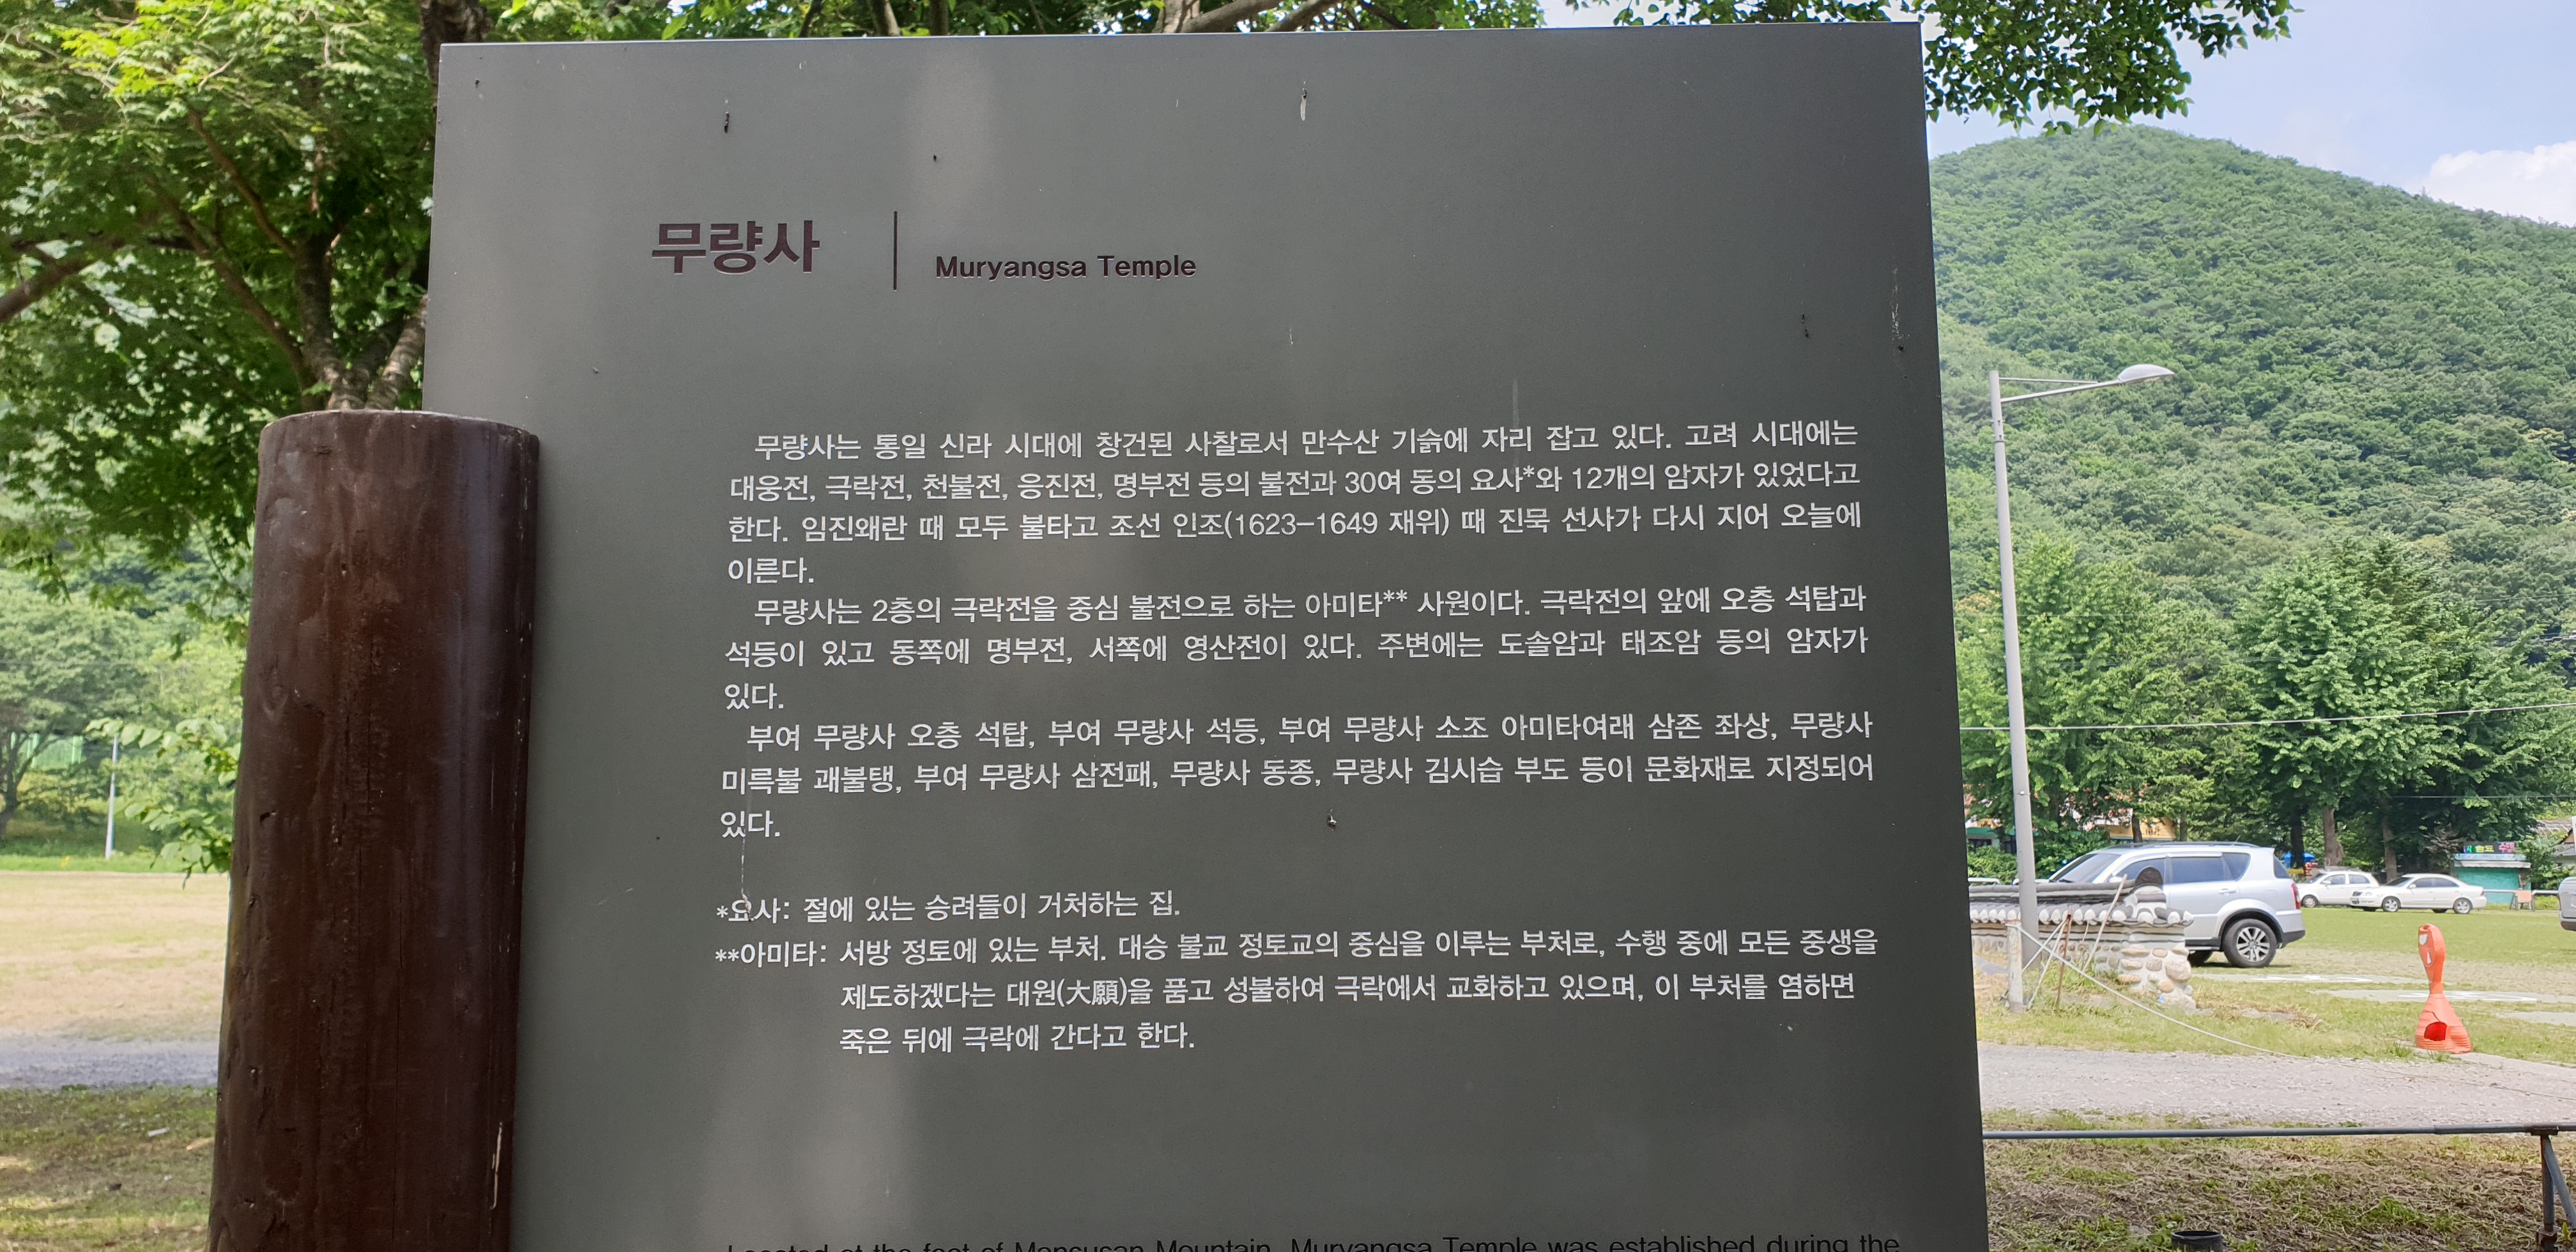 무량사
Muryangsa Temple
무량사는 통일 신라 시대에 창건된 사찰로서 만수산 기슭에 자리 잡고 있다. 고려 시대에는
대웅전, 극락전, 천불전, 응진전, 명부전 등의 불전과 30여 동의 요사*와 12개의 암자가 있었다고
한다. 임진왜란 때 모두 불타고 조선 인조(1623-1649 재위) 때 진묵 선사가 다시 지어 오늘에
이른다.
무량사는 2층의 극락전을 중심 불전으로 하는 아미타** 사원이다. 극락전의 앞에 오층 석탑과
석등이 있고 동쪽에 명부전, 서쪽에 영산전이 있다. 주변에는 도솔암과 태조암 등의 암자가
있다.
부여 무량사 오층 석탑, 부여 무량사 석등, 부여 무량사 소조 아미타여래 삼존 좌상, 무량사
미륵불 괘불탱, 부여 무량사 삼전패, 무량사 동종, 무량사 김시습 부도 등이 문화재로 지정되어
있다.
*요사: 절에 있는 승려들이 거처하는 집.
**아미타: 서방 정토에 있는 부처. 대승 불교 정토교의 중심을 이루는 부처로, 수행 중에 모든 중생을
제도하겠다는 대원(大願)을 품고 성불하여 극락에서 교화하고 있으며, 이 부처를 염하면
죽은 뒤에 극락에 간다고 한다.
Located at the foot of Mansusan Mountain, Muryangsa Temple was established during the